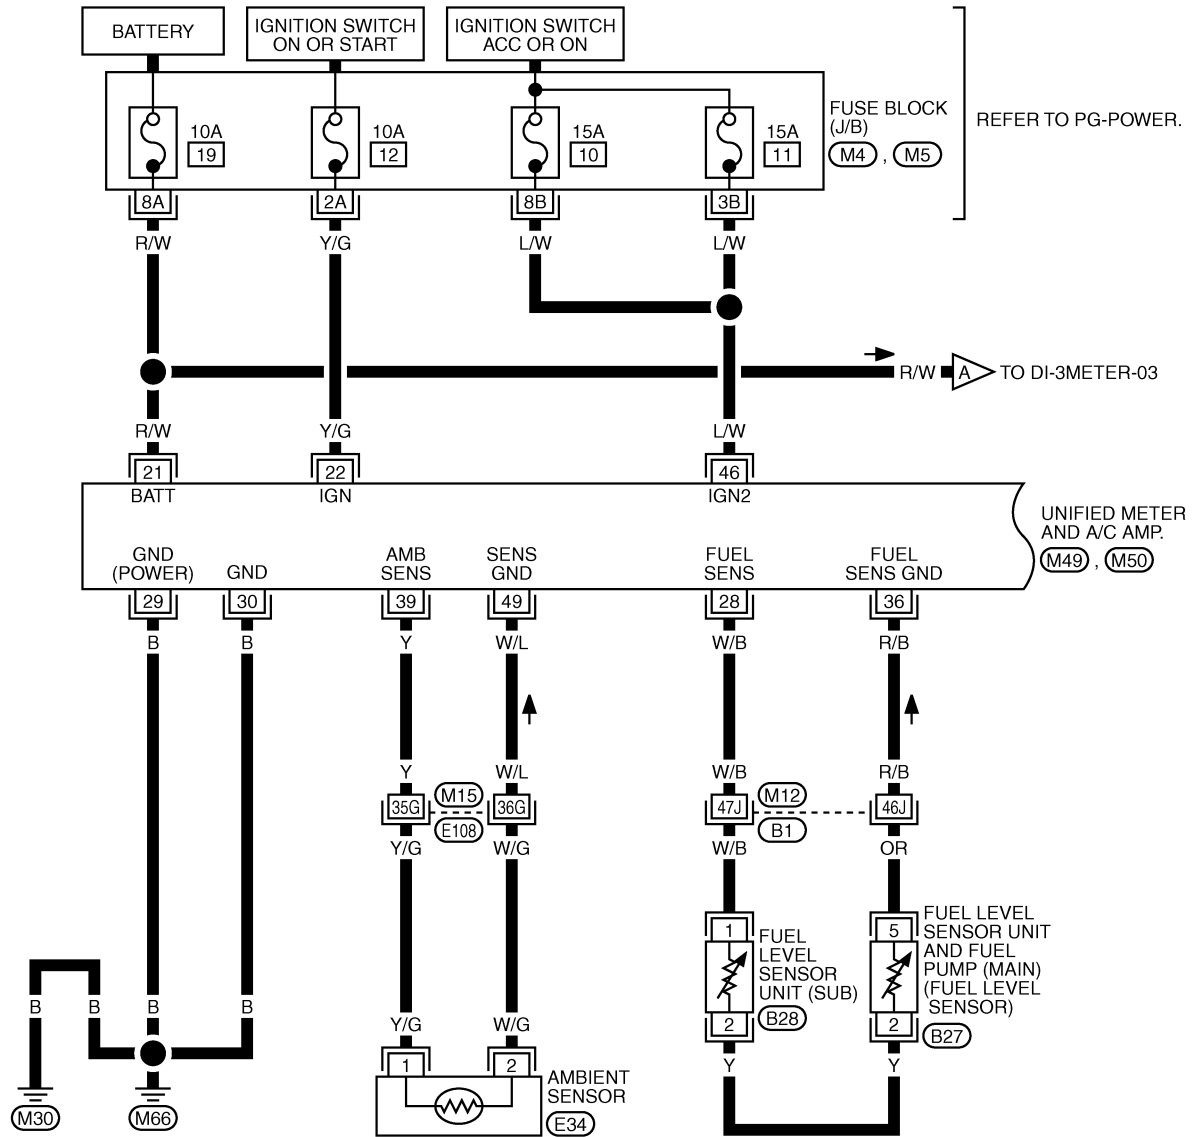 BATTERY
IGNITION SWITCH
ON OR START
IGNITION SWITCH
ACC OR ON
10A
19
10A
12
15A
10
15A
11
FUSE BLOCK
(J/B)
M4 , M5
REFER TO PG-POWER.
8A
2A
8B
3B
R/W
Y/G
L/W
L/W
R/W
A
TO DI-3METER-03
R/W
Y/G
L/W
21
22
46
BATT
IGN
IGN2
UNIFIED METER
AND A/C AMP.
M49 , M50
GND
(POWER)
GND
AMB
SENS
SENS
GND
FUEL
SENS
FUEL
SENS GND
29
30
39
49
28
36
B
B
Y
W/L
W/B
R/B
Y
W/L
W/B
R/B
35G
M15
E108
36G
47J
M12
B1
46J
Y/G
W/G
W/B
OR
1
FUEL
LEVEL
SENSOR
UNIT (SUB)
B28
2
5
FUEL LEVEL
SENSOR UNIT
AND FUEL
PUMP (MAIN)
(FUEL LEVEL
SENSOR)
B27
2
B
B
B
B
Y/G
W/G
1
2
AMBIENT
SENSOR
E34
Y
Y
M30
M66